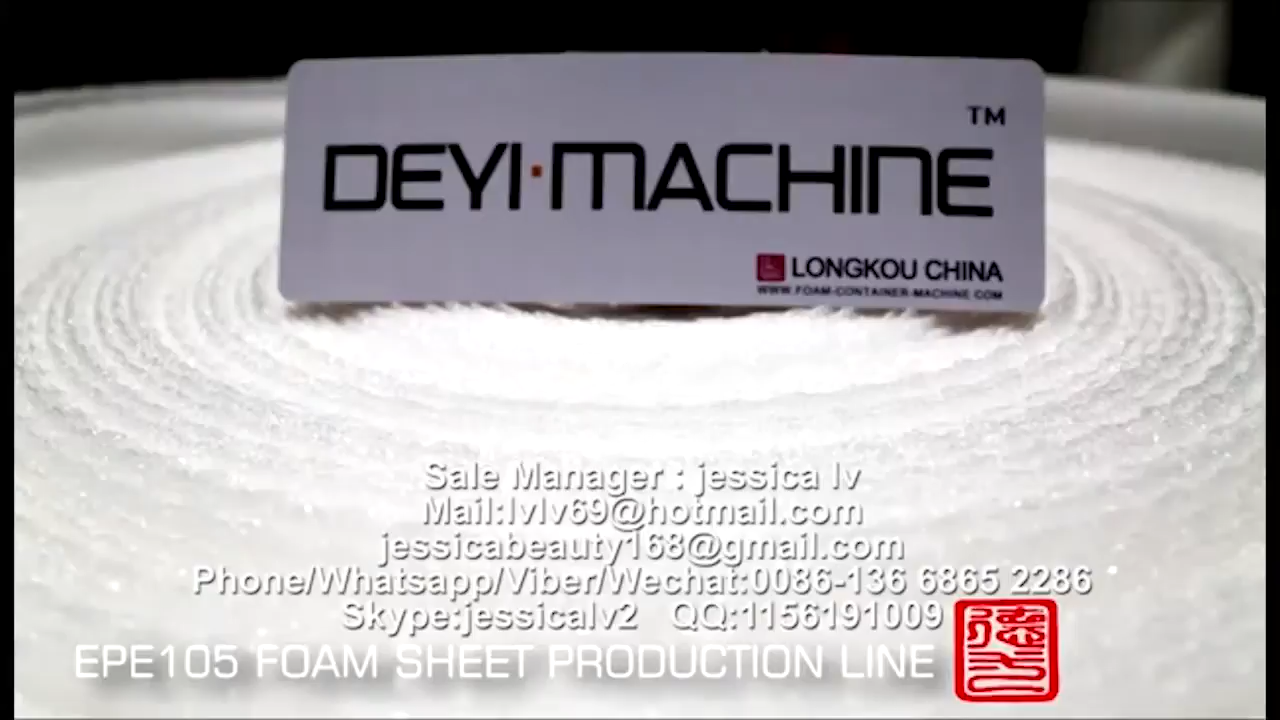 TM
DEYI·MACHINE
LONGKOU CHINA
WWW.FOAM-CONTAINER-MACHINE.COM
Sale Manager : jessica lv
Mail:lvlv69@hotmail.com
jessicabeauty168@gmail.com
Phone/Whatsapp/Viber/Wechat:0086-136 6865 2286
Skype:jessicalv2 QQ:1156191009
EPE105 FOAM SHEET PRODUCTION LINE